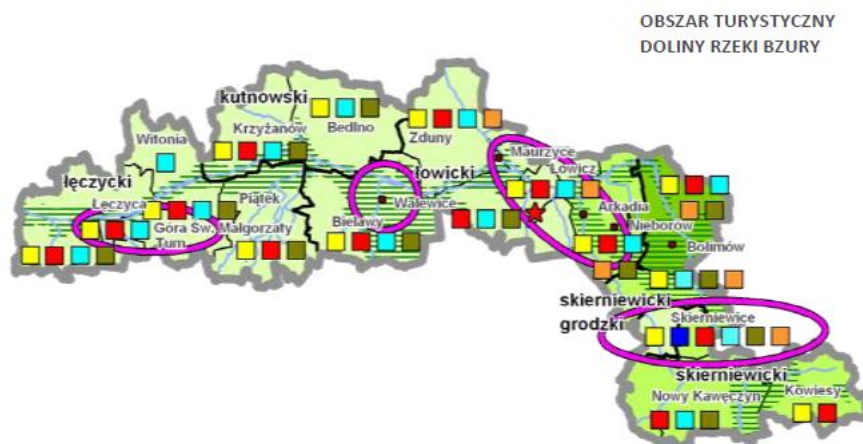 OBSZAR TURYSTYCZNY
DOLINY RZEKI BZURY
kutnowski
Bedlno
Krzyżanów
Zduny
Witonia
Maurzyce
Łowicz
łowicki
łęczycki
Piątek
Łęczyca
Walewice
Arkadia
Nieborów
Góra Św. Małgorzaty
Tum
Bielawy
Bolimów
skierniewicki
grodzki
Skierniewice
skierniewicki
Nowy Kawęczyn
Kowiesy